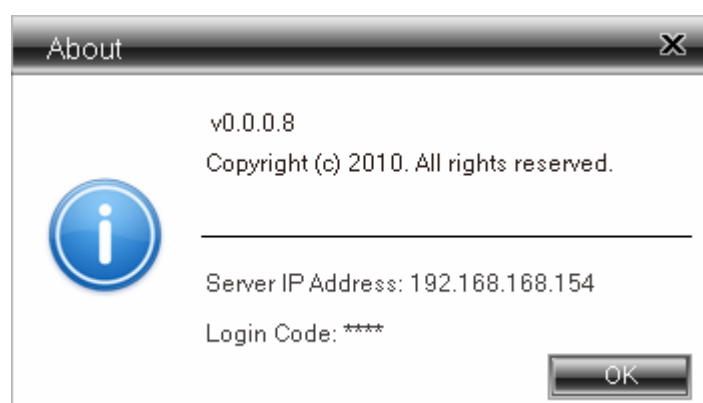 About
v0.0.0.8
Copyright (c) 2010. All rights reserved.
Server IP Address: 192.168.168.154
Login Code: ****
OK